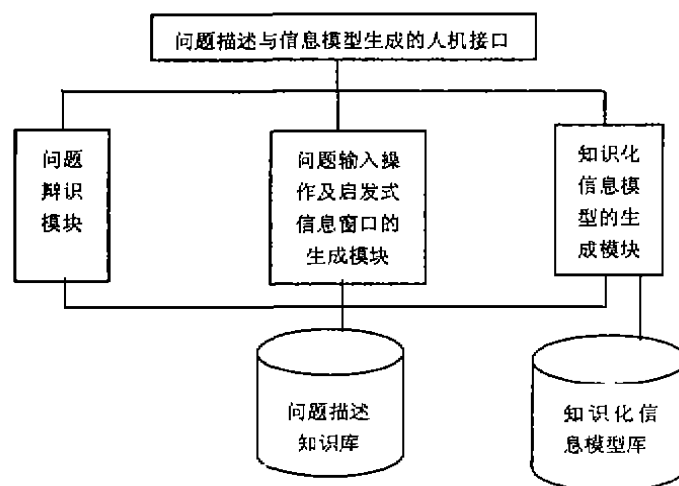 问题描述与信息模型生成的人机接口
问题
辩识
模块
问题输入操
作及启发式
信息窗口的
生成模块
知识化
信息模
型的生
成模块
问题描述
知识库
知识化信
息模型库